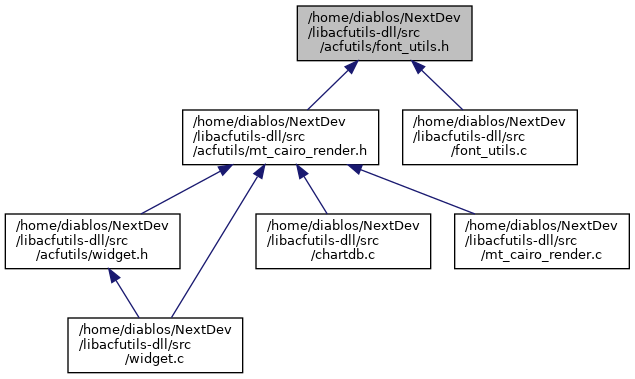 /home/diablos/NextDev
/libacfutils-dll/src
/acfutils/font_utils.h
/home/diablos/NextDev
/libacfutils-dll/src
/acfutils/mt_cairo_render.h
/home/diablos/NextDev
/libacfutils-dll/src
/font_utils.c
/home/diablos/NextDev
/libacfutils-dll/src
/acfutils/widget.h
/home/diablos/NextDev
/libacfutils-dll/src
/chartdb.c
/home/diablos/NextDev
/libacfutils-dll/src
/mt_cairo_render.c
/home/diablos/NextDev
/libacfutils-dll/src
/widget.c